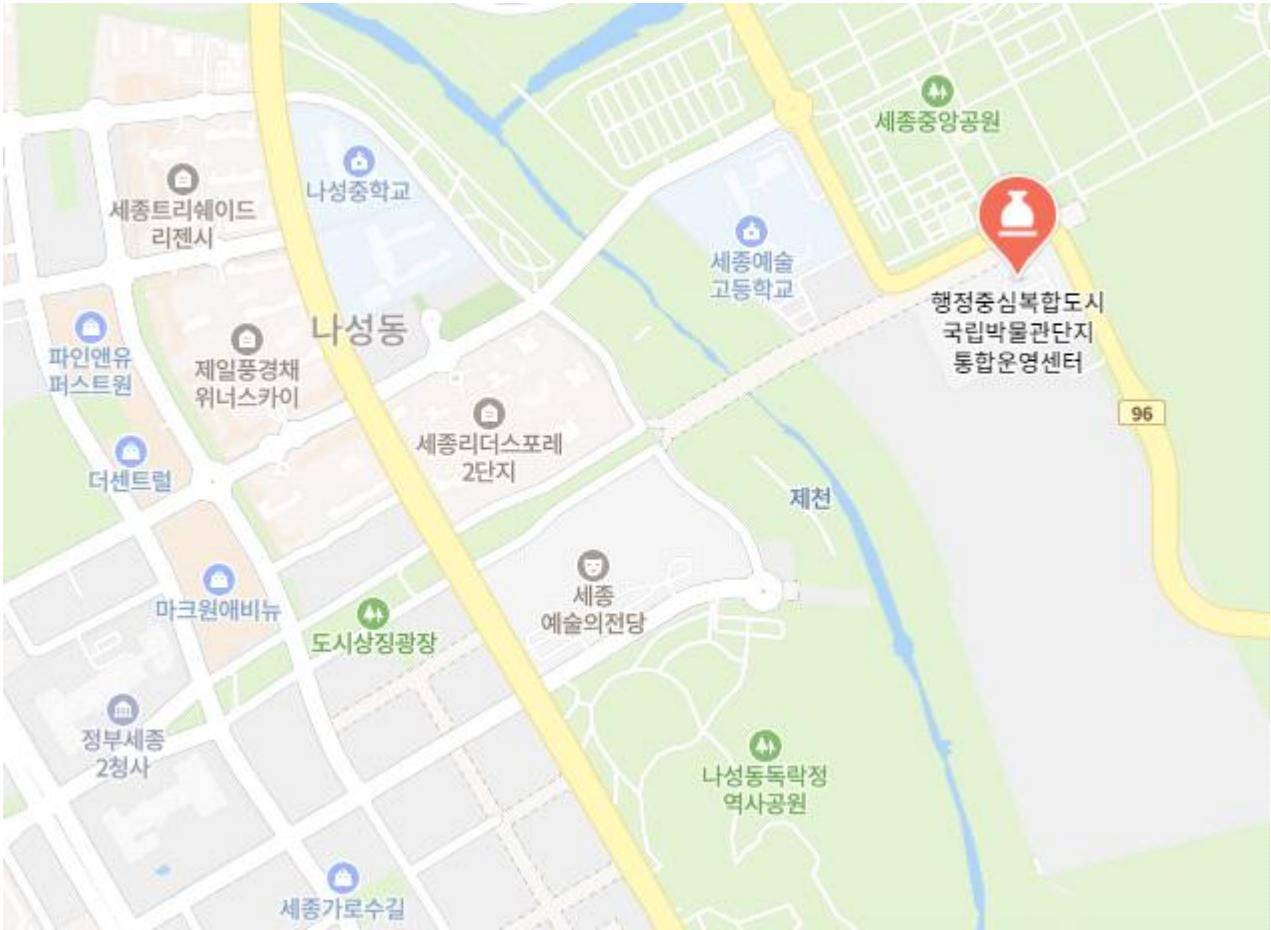 세종중앙공원
나성중학교
세종트리쉐이드
리젠시
세종예술
고등학교
행정중심복합도시
국립박물관단지
통합운영센터
나성동
파인앤유
퍼스트원
제일풍경채
위너스카이
96
세종리더스포레
2단지
더센트럴
제천
마크원애비뉴
세종
예술의전당
도시상징광장
정부세종
2청사
나성동독락정
역사공원
세종가로수길